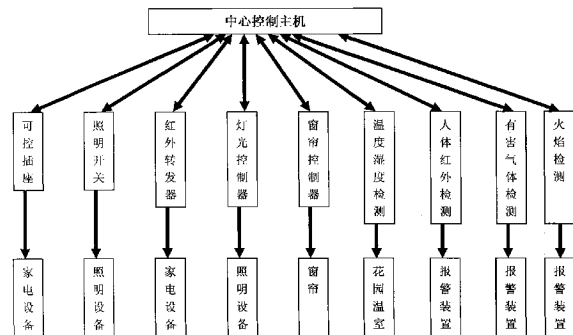 中心控制主机
可控插座
照明开关
红外转发器
灯光控制器
窗帘控制器
温度湿度检测
人体红外检测
有害气体检测
火焰检测
家电设备
照明设备
家电设备
照明设备
窗帘
花园温室
报警装置
报警装置
报警装置